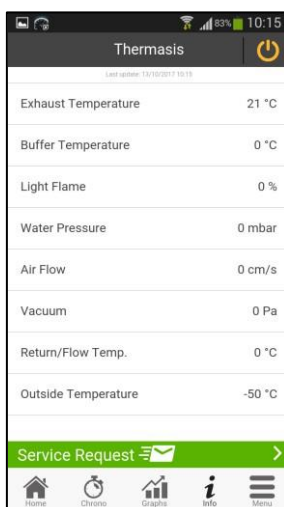 83% 10:15
Thermasis
Last update: 13/10/2017 10:15
Exhaust Temperature 21 °C
Buffer Temperature 0 °C
Light Flame 0 %
Water Pressure 0 mbar
Air Flow 0 cm/s
Vacuum 0 Pa
Return/Flow Temp. 0 °C
Outside Temperature -50 °C
Service Request
Home Chrono Graphs Info Menu